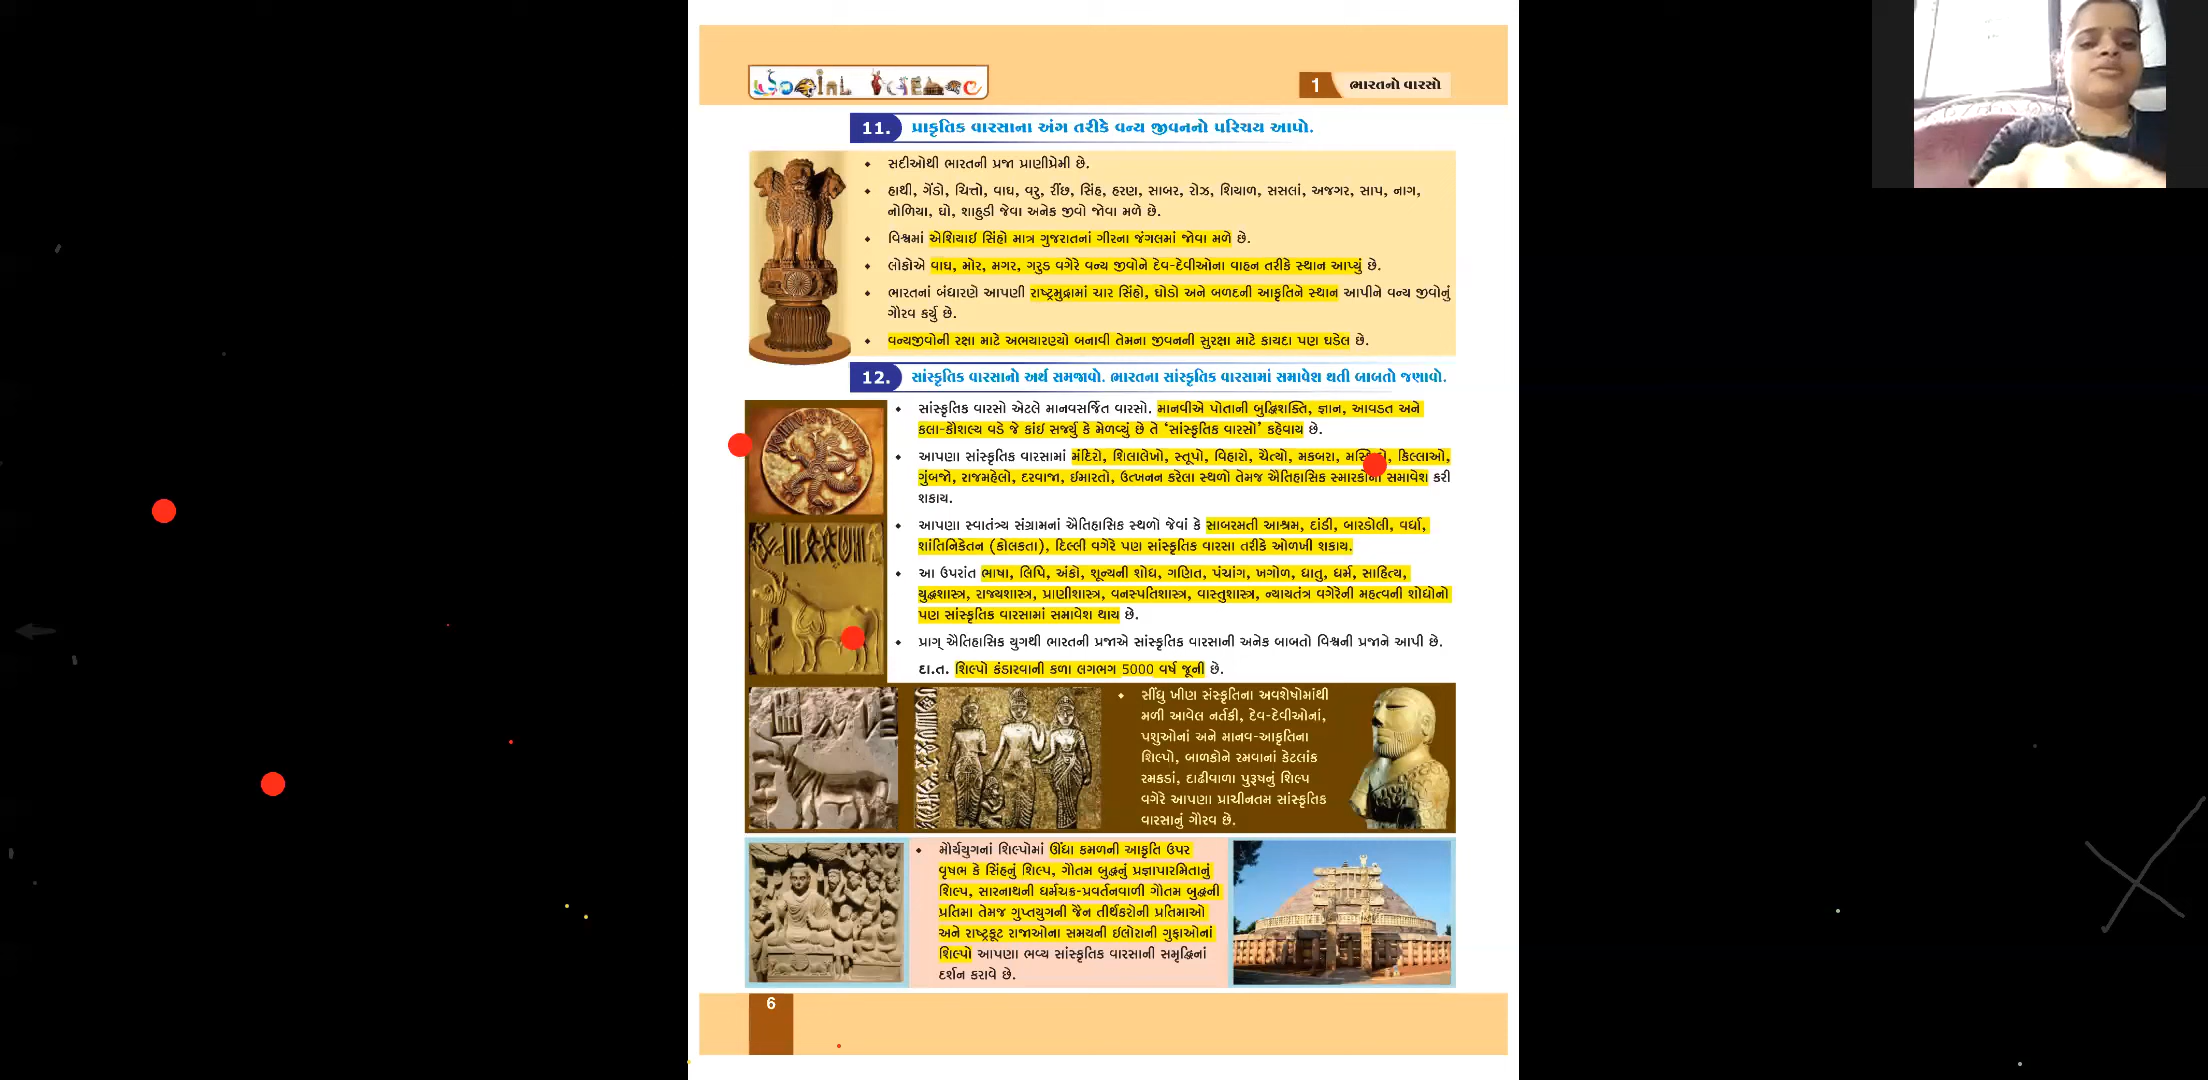 Social Science
1 ભારતનો વારસો
11. પ્રાકૃતિક વારસાના અંગ તરીકે વન્ય જીવનનો પરિચય આપો.
• સદીઓથી ભારતની પ્રજા પ્રાણીપ્રેમી છે.
• હાથી, ગેંડો, ચિત્તો, વાઘ, વરુ, રીંછ, સિંહ, હરણ, સાબર, રોઝ, શિયાળ, સસલાં, અજગર, સાપ, નાગ,
નોળિયા, ઘો, શાહુડી જેવા અનેક જીવો જોવા મળે છે.
• વિશ્વમાં એશિયાઈ સિંહો માત્ર ગુજરાતનાં ગીરના જંગલમાં જોવા મળે છે.
• લોકોએ વાઘ, મોર, મગર, ગરુડ વગેરે વન્ય જીવોને દેવ-દેવીઓના વાહન તરીકે સ્થાન આપ્યું છે.
• ભારતનાં બંધારણે આપણી રાષ્ટ્રમુદ્રામાં ચાર સિંહો, ઘોડો અને બળદની આકૃતિને સ્થાન આપીને વન્ય જીવોનું
ગૌરવ કર્યુ છે.
• વન્યજીવોની રક્ષા માટે અભયારણ્યો બનાવી તેમના જીવનની સુરક્ષા માટે કાયદા પણ ઘડેલ છે.
12. સાંસ્કૃતિક વારસાનો અર્થ સમજાવો. ભારતના સાંસ્કૃતિક વારસામાં સમાવેશ થતી બાબતો જણાવો.
• સાંસ્કૃતિક વારસો એટલે માનવસર્જિત વારસો. માનવીએ પોતાની બુદ્ધિશક્તિ, જ્ઞાન, આવડત અને
કલા-કૌશલ્ય વડે જે કાંઈ સર્જ્યું કે મેળવ્યું છે તે ‘સાંસ્કૃતિક વારસો’ કહેવાય છે.
• આપણા સાંસ્કૃતિક વારસામાં મંદિરો, શિલાલેખો, સ્તૂપો, વિહારો, ચૈત્યો, મકબરા, કિલ્લાઓ,
ગુંબજો, રાજમહેલો, દરવાજા, ઈમારતો, ઉત્ખનન કરેલા સ્થળો તેમજ ઐતિહાસિક સ્મારકોનો સમાવેશ કરી
શકાય.
• આપણા સ્વાતંત્ર્ય સંગ્રામનાં ઐતિહાસિક સ્થળો જેવાં કે સાબરમતી આશ્રમ, દાંડી, બારડોલી, વર્ધા,
શાંતિનિકેતન (કોલકતા), દિલ્લી વગેરે પણ સાંસ્કૃતિક વારસા તરીકે ઓળખી શકાય.
• આ ઉપરાંત ભાષા, લિપિ, અંકો, શૂન્યની શોધ, ગણિત, પંચાંગ, ખગોળ, ધાતુ, ધર્મ, સાહિત્ય,
યુદ્ધશાસ્ત્ર, રાજ્યશાસ્ત્ર, પ્રાણીશાસ્ત્ર, વનસ્પતિશાસ્ત્ર, વાસ્તુશાસ્ત્ર, ન્યાયતંત્ર વગેરેની મહત્વની શોધોનો
પણ સાંસ્કૃતિક વારસામાં સમાવેશ થાય છે.
• પ્રાગ્ ઐતિહાસિક યુગથી ભારતની પ્રજાએ સાંસ્કૃતિક વારસાની અનેક બાબતો વિશ્વની પ્રજાને આપી છે.
દા.ત. શિલ્પો કંડારવાની કળા લગભગ 5000 વર્ષ જૂની છે.
• સીંધુ ખીણ સંસ્કૃતિના અવશેષોમાંથી
મળી આવેલ નર્તકી, દેવ-દેવીઓનાં,
પશુઓનાં અને માનવ-આકૃતિના
શિલ્પો, બાળકોને રમવાનાં કેટલાંક
રમકડાં, દાઢીવાળા પુરૂષનું શિલ્પ
વગેરે આપણા પ્રાચીનતમ સાંસ્કૃતિક
વારસાનું ગૌરવ છે.
• મૌર્યયુગનાં શિલ્પોમાં ઊંધા કમળની આકૃતિ ઉપર
વૃષભ કે સિંહનું શિલ્પ, ગૌતમ બુદ્ધનું પ્રજ્ઞાપારમિતાનું
શિલ્પ, સારનાથની ધર્મચક્ર-પ્રવર્તનવાળી ગૌતમ બુદ્ધની
પ્રતિમા તેમજ ગુપ્તયુગની જૈન તીર્થંકરોની પ્રતિમાઓ
અને રાષ્ટ્રકૂટ રાજાઓના સમયની ઈલોરાની ગુફાઓનાં
શિલ્પો આપણા ભવ્ય સાંસ્કૃતિક વારસાની સમૃદ્ધિનાં
દર્શન કરાવે છે.
6